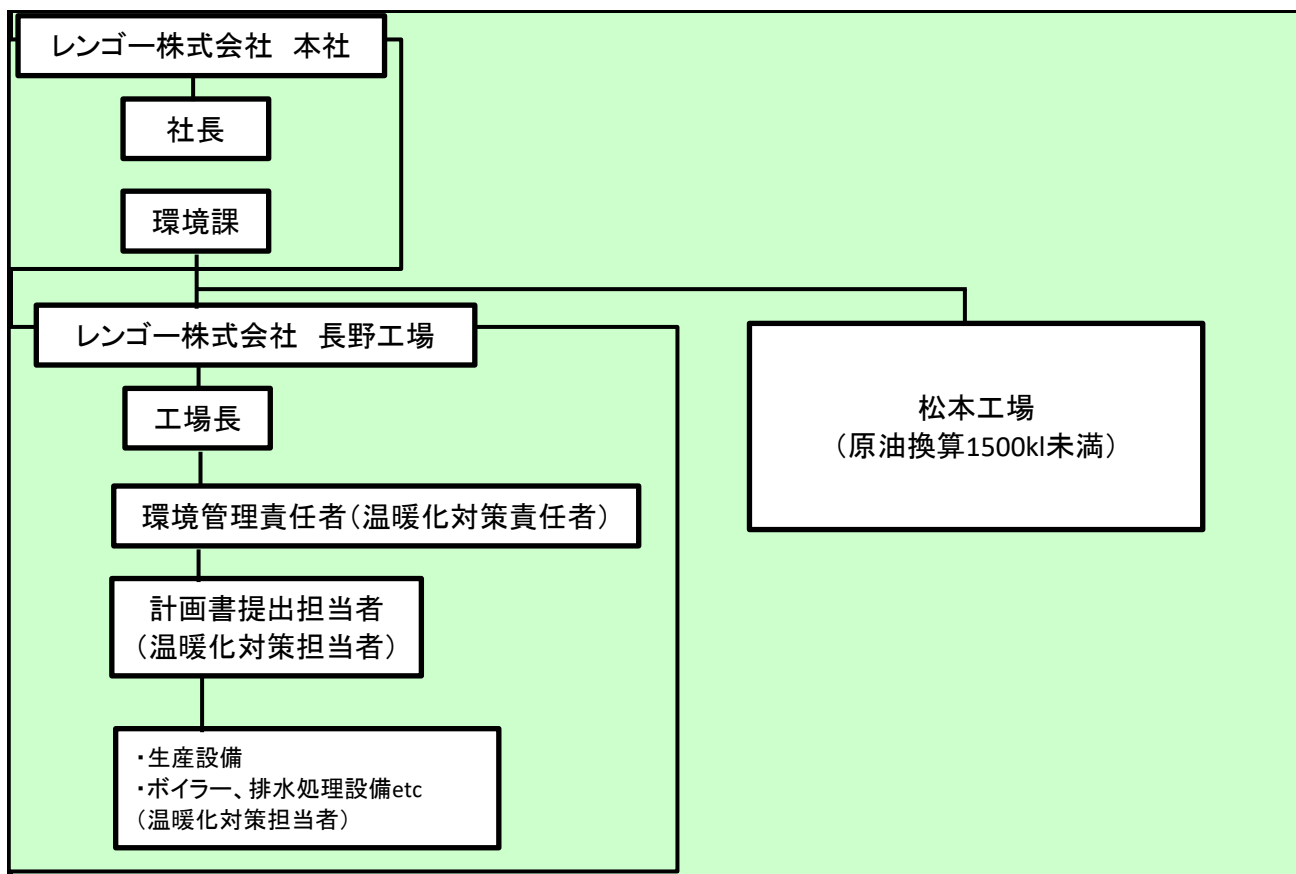 レンゴー株式会社　本社
社長
環境課
レンゴー株式会社　長野工場
工場長
環境管理責任者（温暖化対策責任者）
計画書提出担当者
（温暖化対策担当者）
・生産設備
・ボイラー、排水処理設備etc
（温暖化対策担当者）
松本工場
（原油換算1500kl未満）